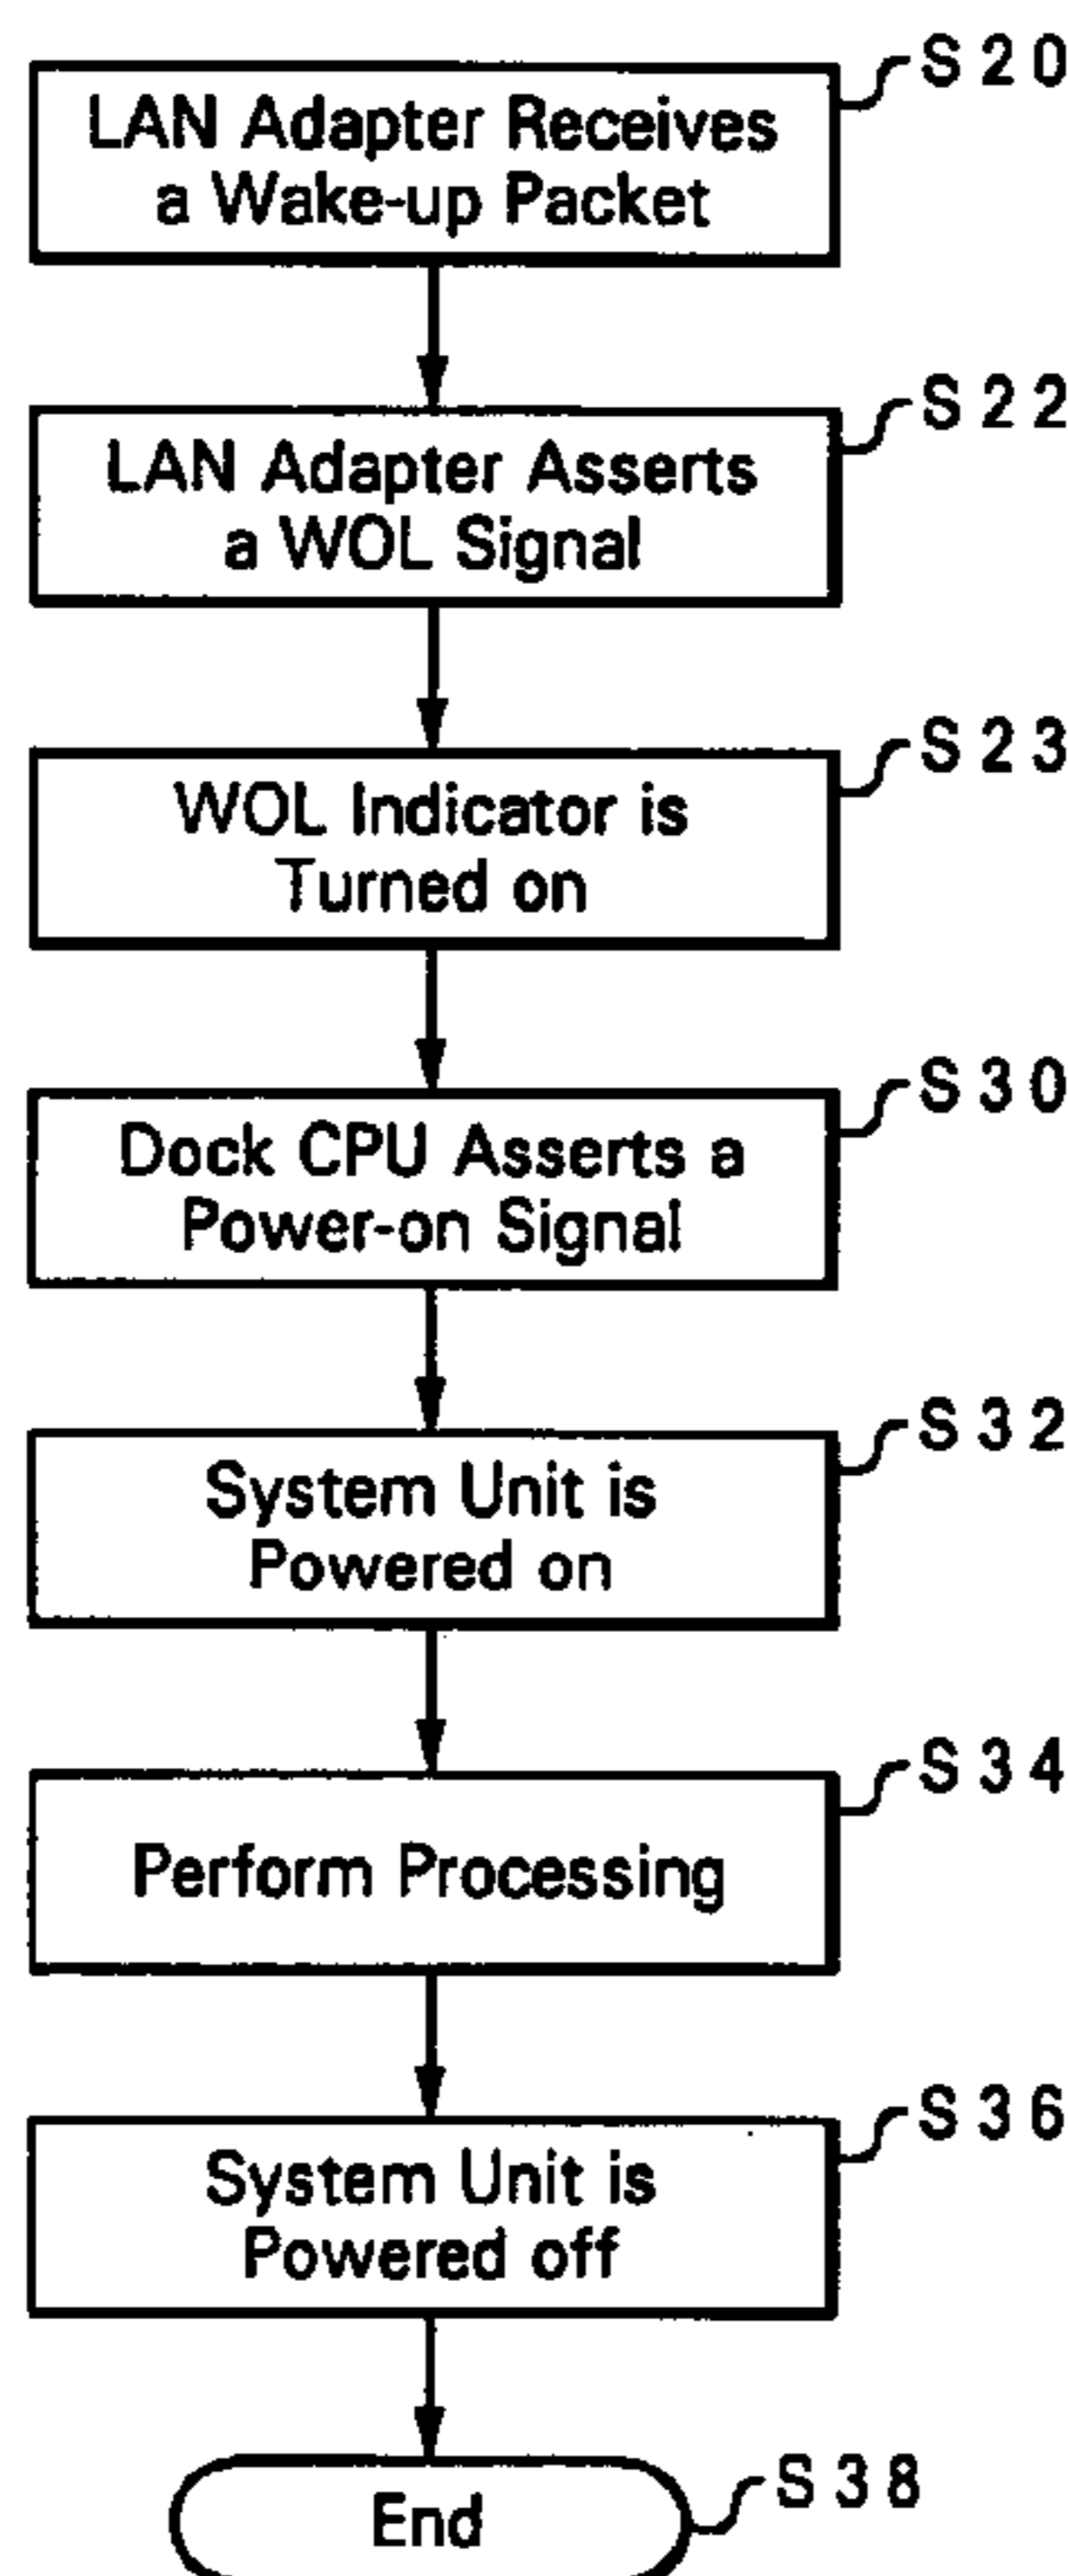 S20
LAN Adapter Receives
a Wake-up Packet
S22
LAN Adapter Asserts
a WOL Signal
S23
WOL Indicator is
Turned on
S30
Dock CPU Asserts a
Power-on Signal
S32
System Unit is
Powered on
S34
Perform Processing
S36
System Unit is
Powered off
S38
End